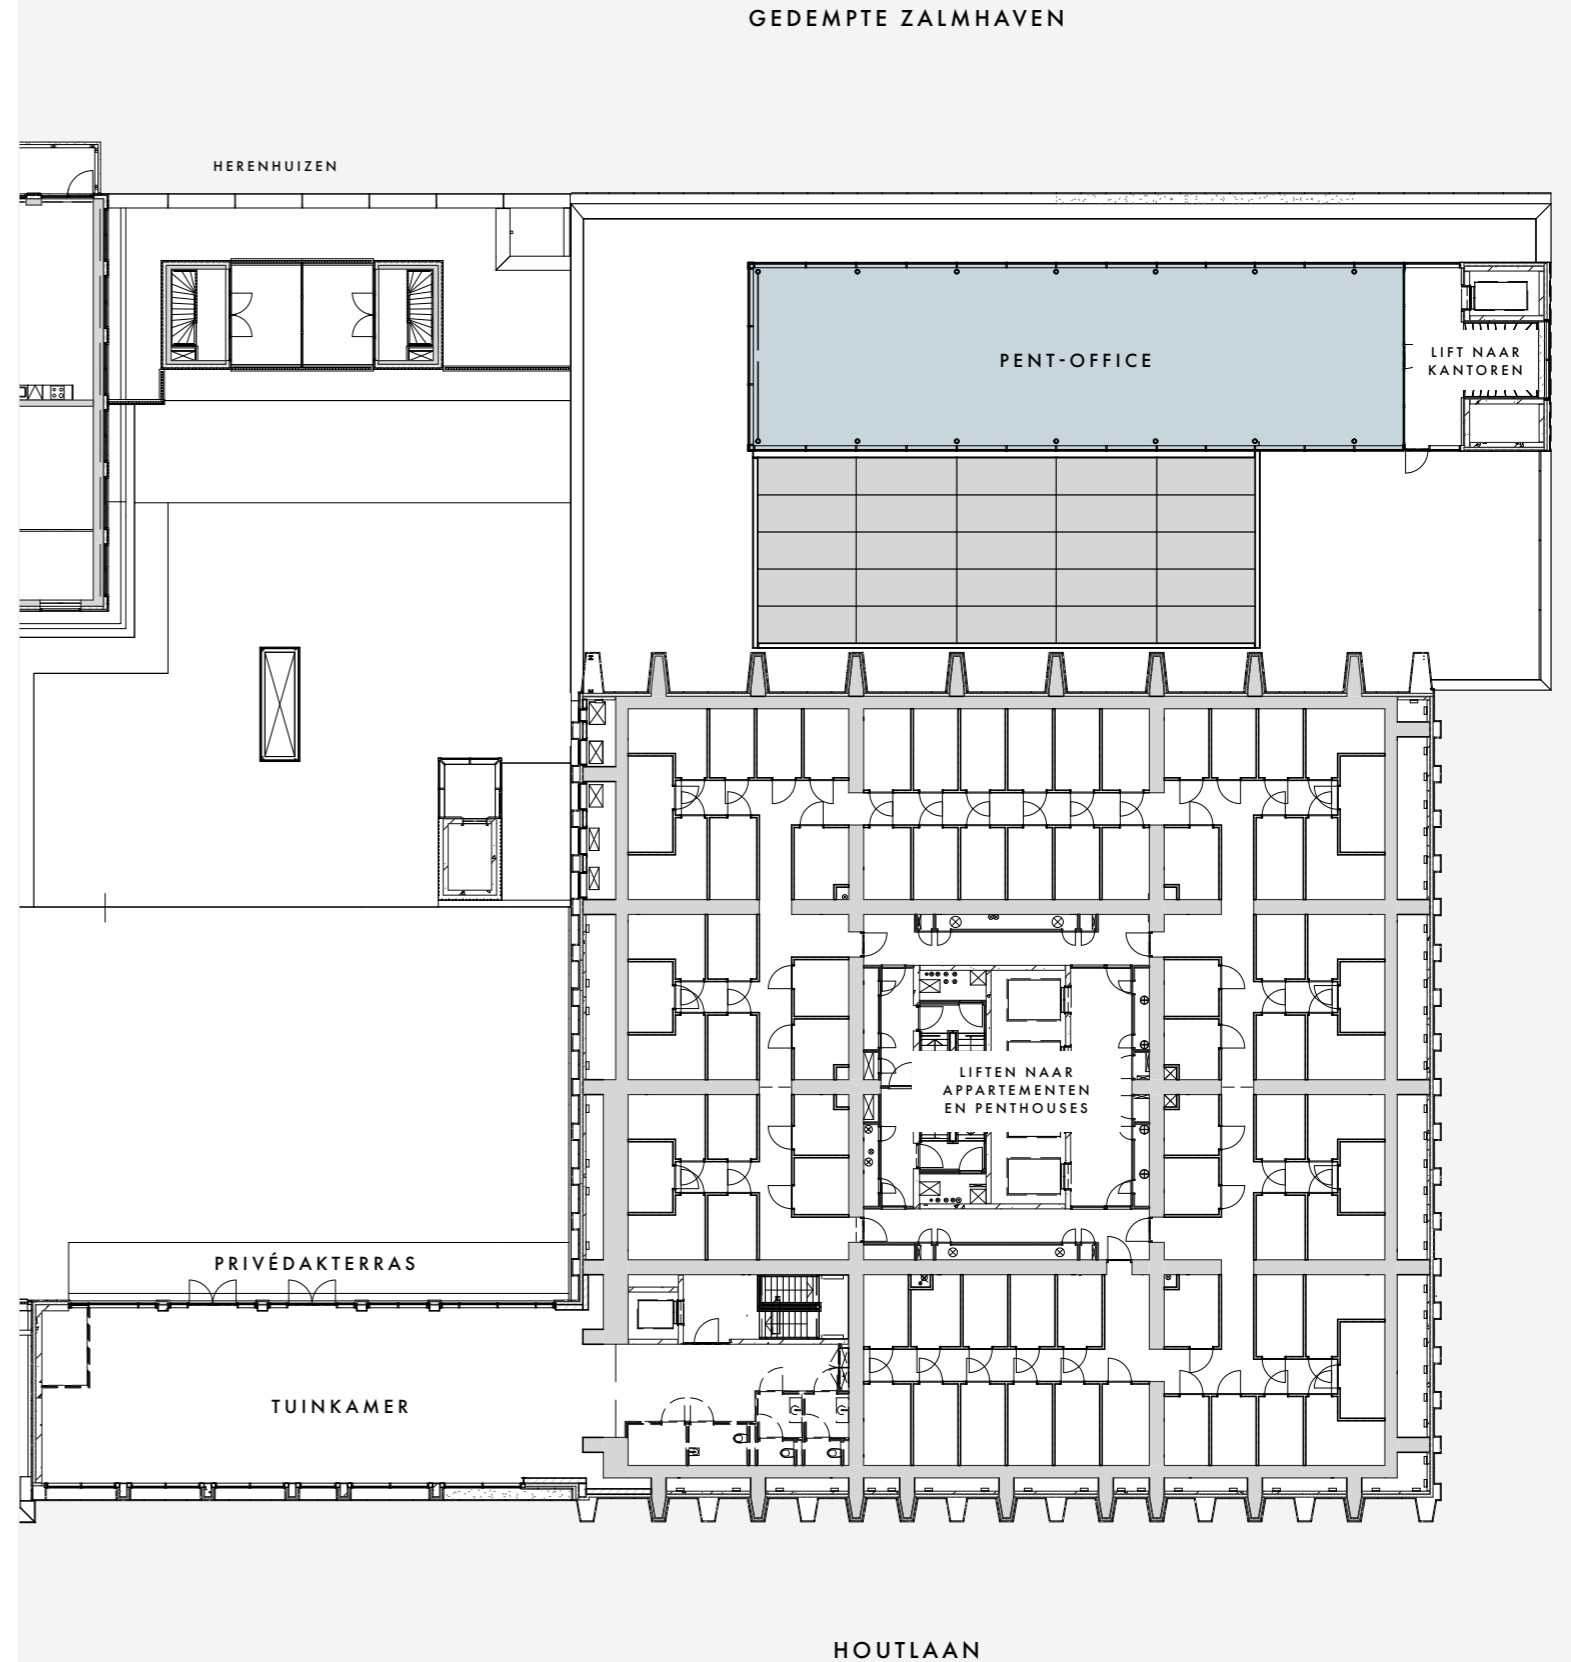 GEDEMPTE ZALMHAVEN
HERENHUIZEN
PENT-OFFICE
LIFT NAAR
KANTOREN
LIFTEN NAAR
APPARTEMENTEN
EN PENTHOUSES
PRIVÉDAKTERRAS
TUINKAMER
HOUTLAAN